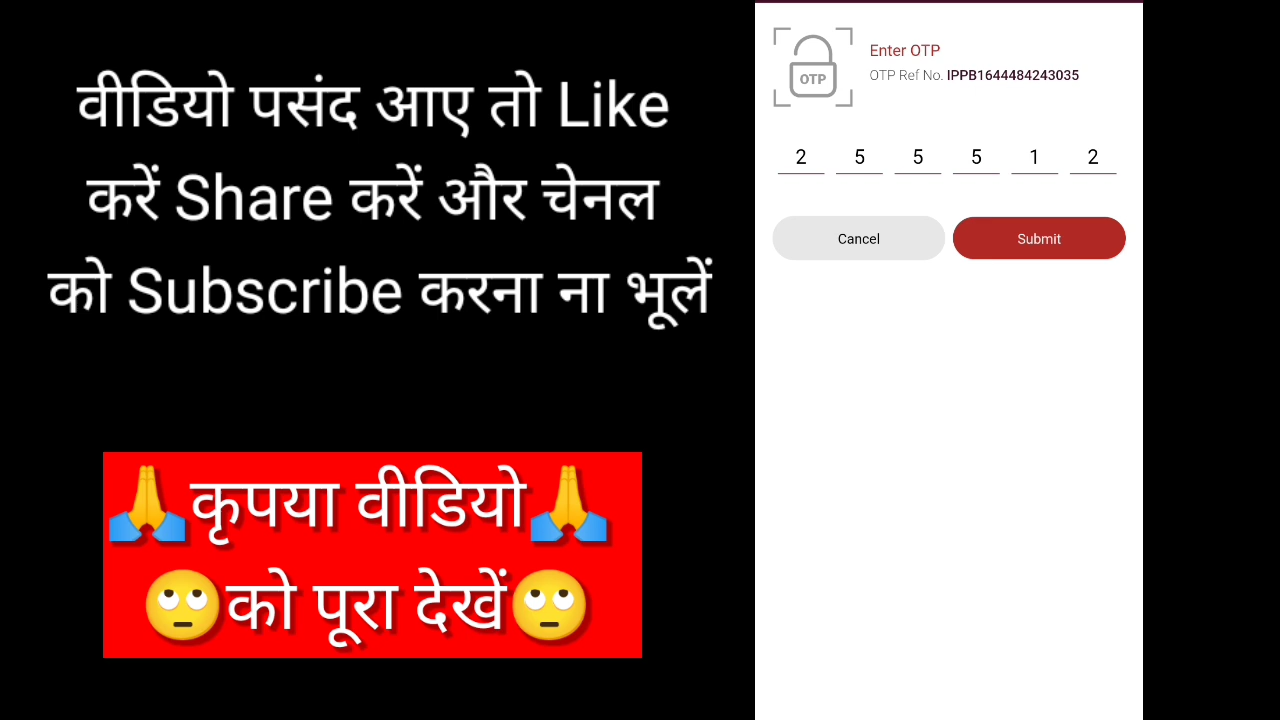 वीडियो पसंद आए तो Like
करें Share करें और चेनल
को Subscribe करना ना भूलें
🙏कृपया वीडियो🙏
🙄को पूरा देखें🙄
OTP
Enter OTP
OTP Ref No. IPPB1644484243035
2 5 5 5 1 2
Cancel Submit